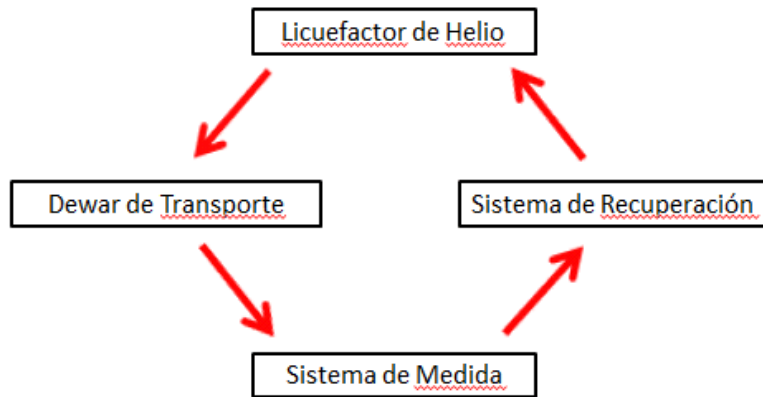 Licuefactor de Helio
Dewar de Transporte
Sistema de Recuperación
Sistema de Medida